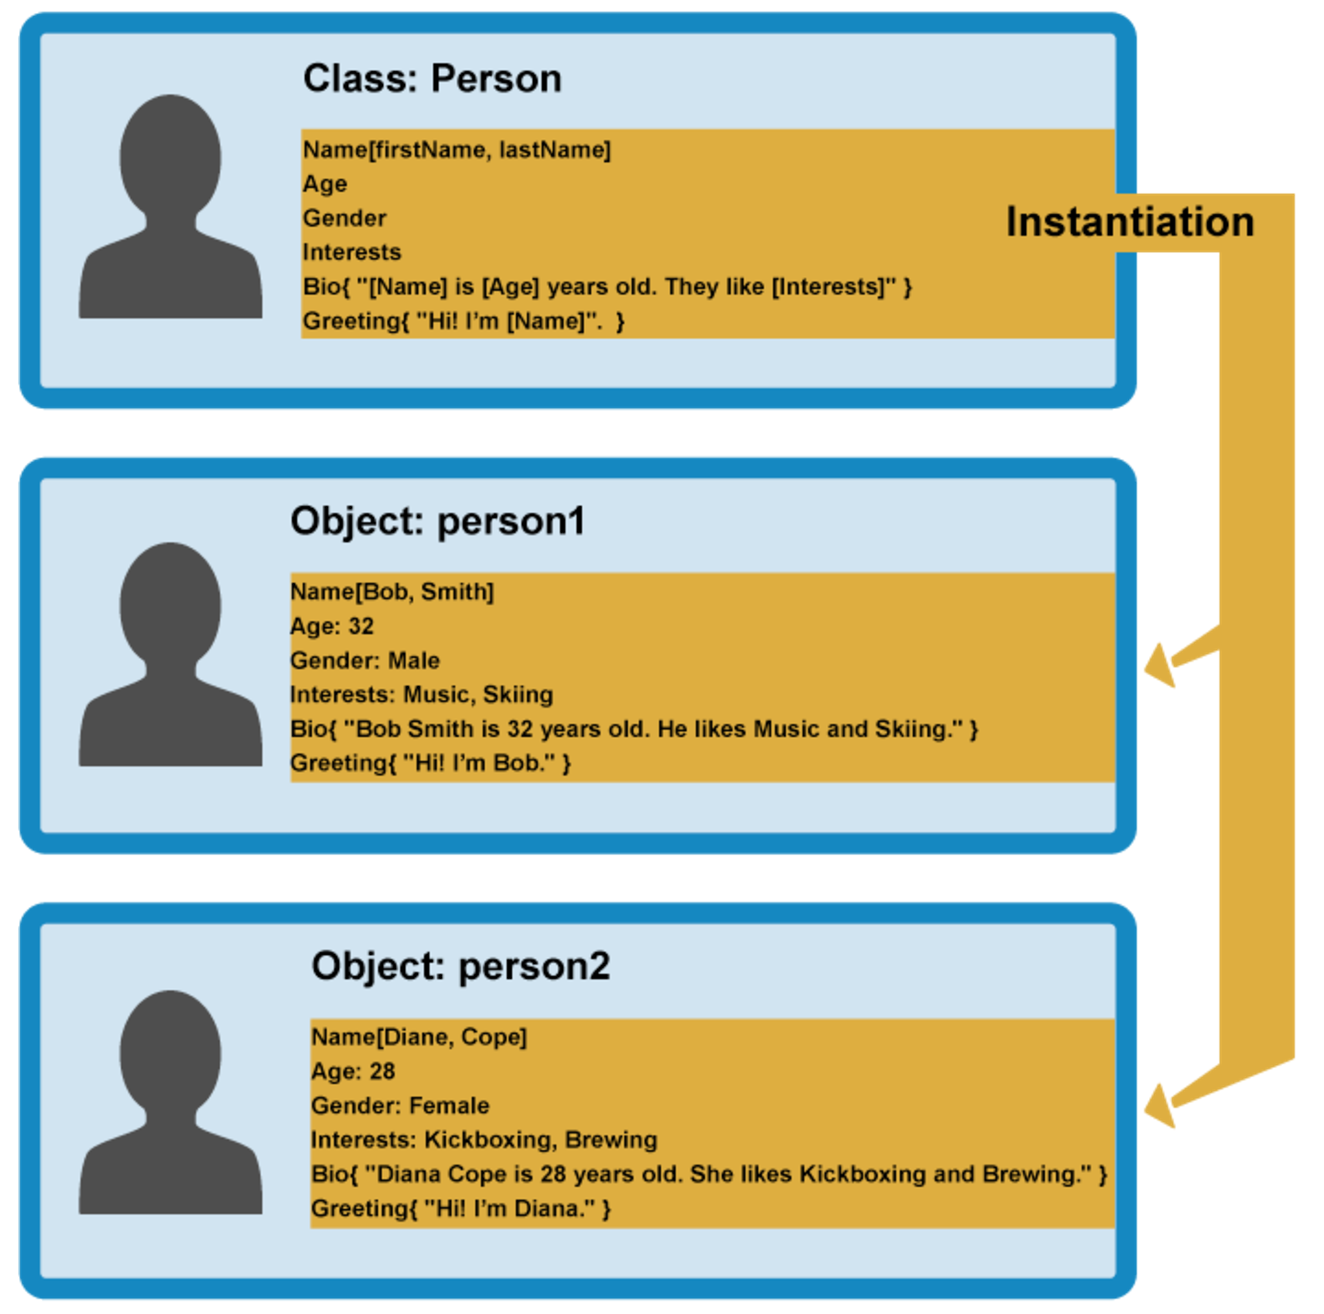 Class: Person
Name[firstName, lastName]
Age
Gender
Interests
Bio{ "[Name] is [Age] years old. They like [Interests]" }
Greeting{ "Hi! I’m [Name]".  }
Instantiation
Object: person1
Name[Bob, Smith]
Age: 32
Gender: Male
Interests: Music, Skiing
Bio{ "Bob Smith is 32 years old. He likes Music and Skiing." }
Greeting{ "Hi! I’m Bob." }
Object: person2
Name[Diane, Cope]
Age: 28
Gender: Female
Interests: Kickboxing, Brewing
Bio{ "Diana Cope is 28 years old. She likes Kickboxing and Brewing." }
Greeting{ "Hi! I’m Diana." }